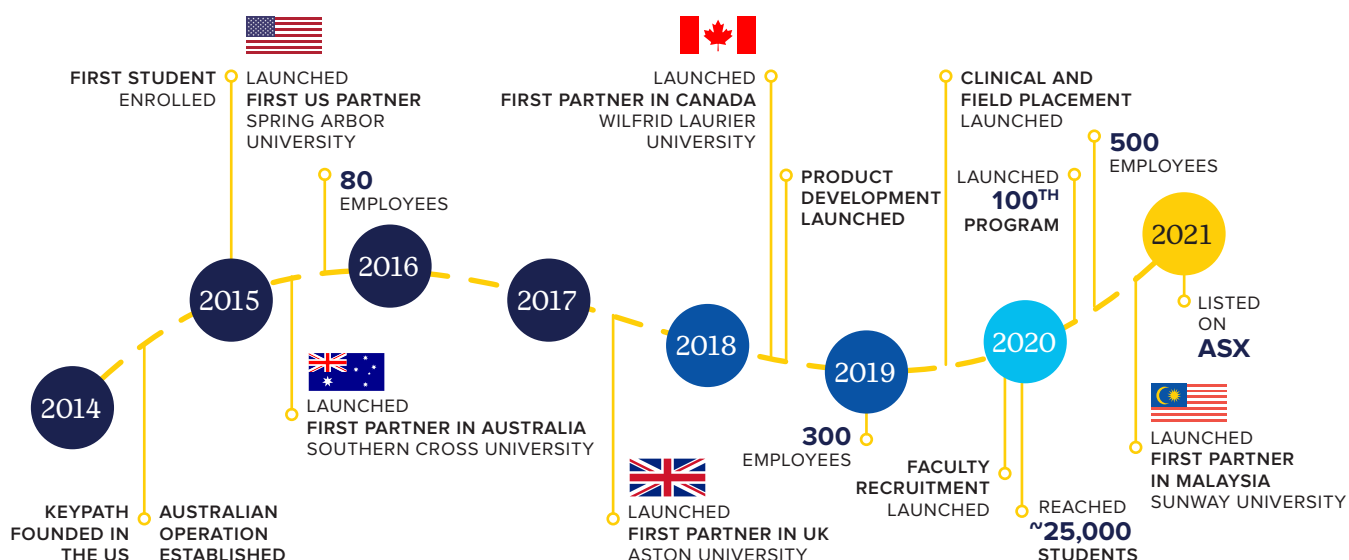 FIRST STUDENT
ENROLLED
LAUNCHED
FIRST US PARTNER
SPRING ARBOR
UNIVERSITY
80
EMPLOYEES
LAUNCHED
FIRST PARTNER IN CANADA
WILFRID LAURIER
UNIVERSITY
PRODUCT
DEVELOPMENT
LAUNCHED
CLINICAL AND
FIELD PLACEMENT
LAUNCHED
LAUNCHED
100TH
PROGRAM
500
EMPLOYEES
2014
2015
2016
2017
2018
2019
2020
2021
KEYPATH
FOUNDED IN
THE US
AUSTRALIAN
OPERATION
ESTABLISHED
LAUNCHED
FIRST PARTNER IN AUSTRALIA
SOUTHERN CROSS UNIVERSITY
LAUNCHED
FIRST PARTNER IN UK
ASTON UNIVERSITY
300
EMPLOYEES
FACULTY
RECRUITMENT
LAUNCHED
REACHED
~25,000
STUDENTS
LAUNCHED
FIRST PARTNER
IN MALAYSIA
SUNWAY UNIVERSITY
LISTED
ON
ASX